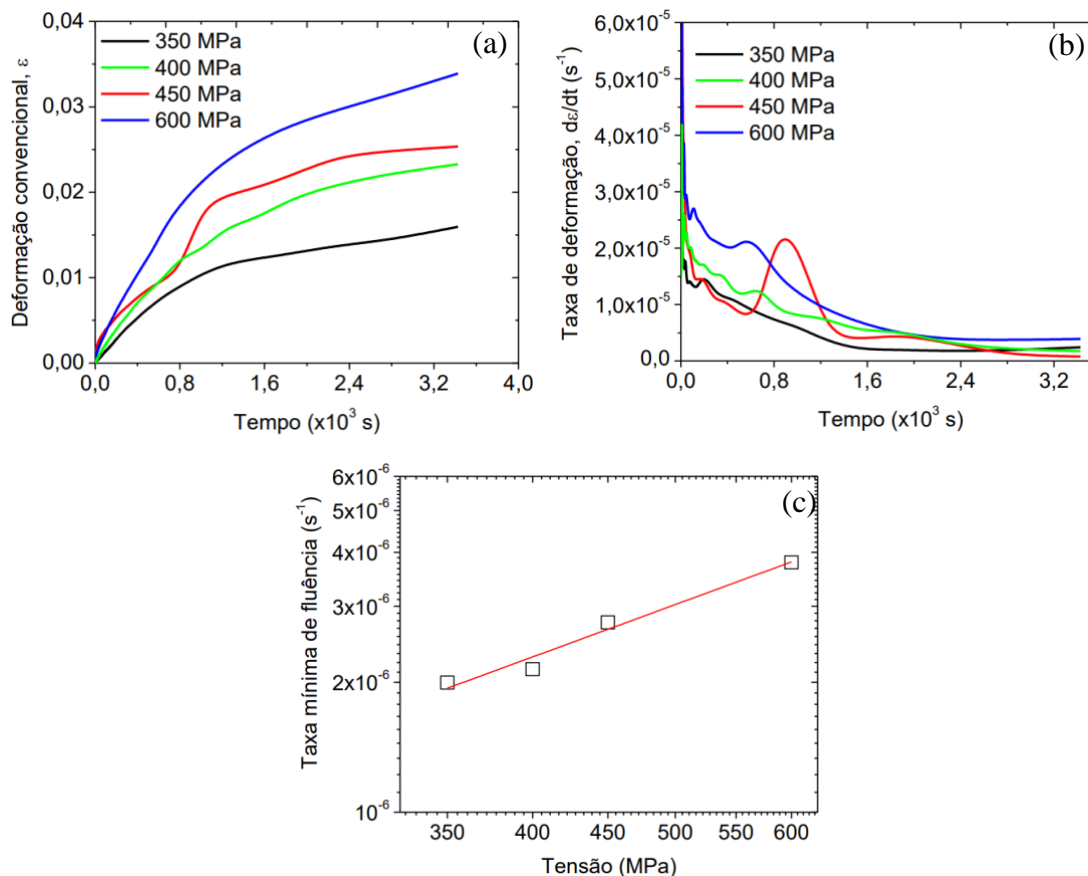 (a)
0,04
0,03
0,02
0,01
0,00
Deformação convencional, ε
350 MPa
400 MPa
450 MPa
600 MPa
0,0 0,8 1,6 2,4 3,2 4,0
Tempo (x10³ s)
(b)
6,0x10⁻⁵
5,0x10⁻⁵
4,0x10⁻⁵
3,0x10⁻⁵
2,0x10⁻⁵
1,0x10⁻⁵
0,0
Taxa de deformação, dε/dt (s⁻¹)
350 MPa
400 MPa
450 MPa
600 MPa
0,0 0,8 1,6 2,4 3,2
Tempo (x10³ s)
(c)
6x10⁻⁶
5x10⁻⁶
4x10⁻⁶
3x10⁻⁶
2x10⁻⁶
10⁻⁶
Taxa mínima de fluência (s⁻¹)
350 400 450 500 550 600
Tensão (MPa)